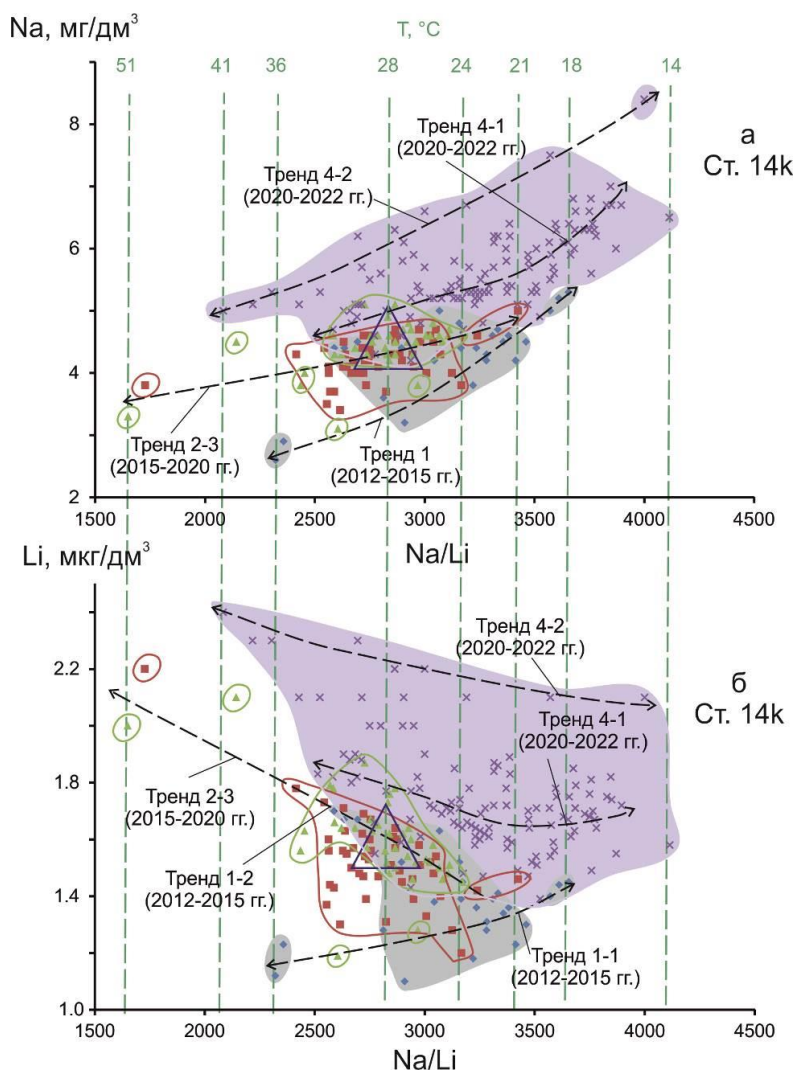 Na, мг/дм³
T, °C
51 41 36 28 24 21 18 14
8
6
4
2
Тренд 4-1
(2020-2022 гг.)
а
Ст. 14k
Тренд 4-2
(2020-2022 гг.)
Тренд 2-3
(2015-2020 гг.)
Тренд 1
(2012-2015 гг.)
1500 2000 2500 3000 3500 4000 4500
Na/Li
Li, мкг/дм³
2.2
1.8
1.4
1.0
Тренд 4-2
(2020-2022 гг.)
б
Ст. 14k
Тренд 4-1
(2020-2022 гг.)
Тренд 2-3
(2015-2020 гг.)
Тренд 1-2
(2012-2015 гг.)
Тренд 1-1
(2012-2015 гг.)
1500 2000 2500 3000 3500 4000 4500
Na/Li